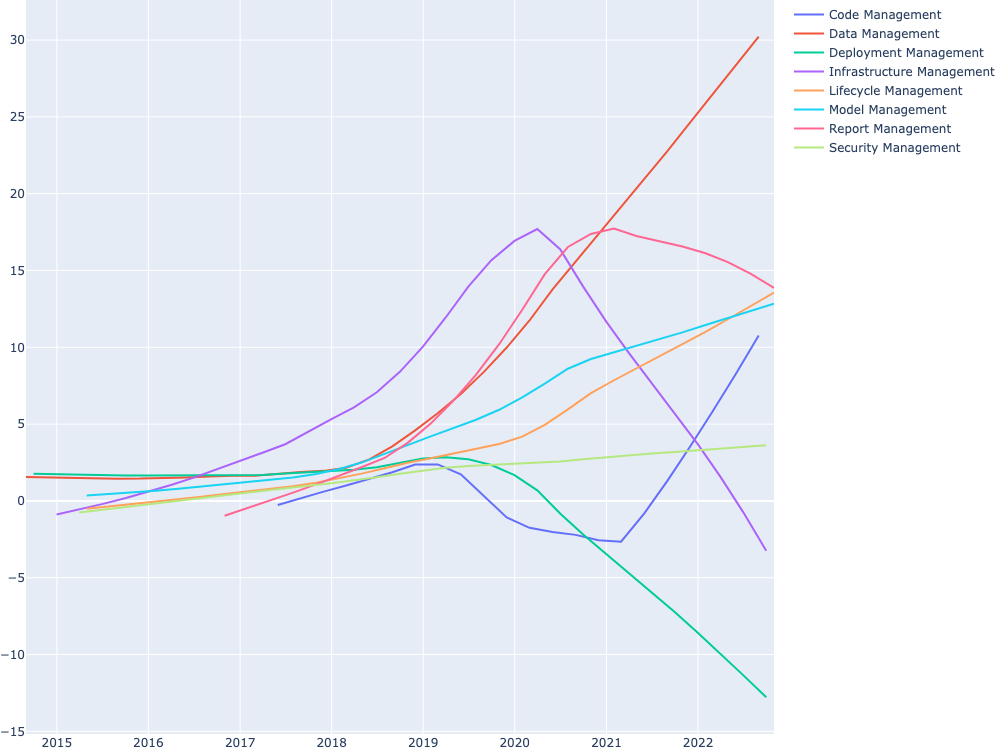 Code Management
Data Management
Deployment Management
Infrastructure Management
Lifecycle Management
Model Management
Report Management
Security Management
30
25
20
15
10
5
0
−5
−10
−15
2015 2016 2017 2018 2019 2020 2021 2022